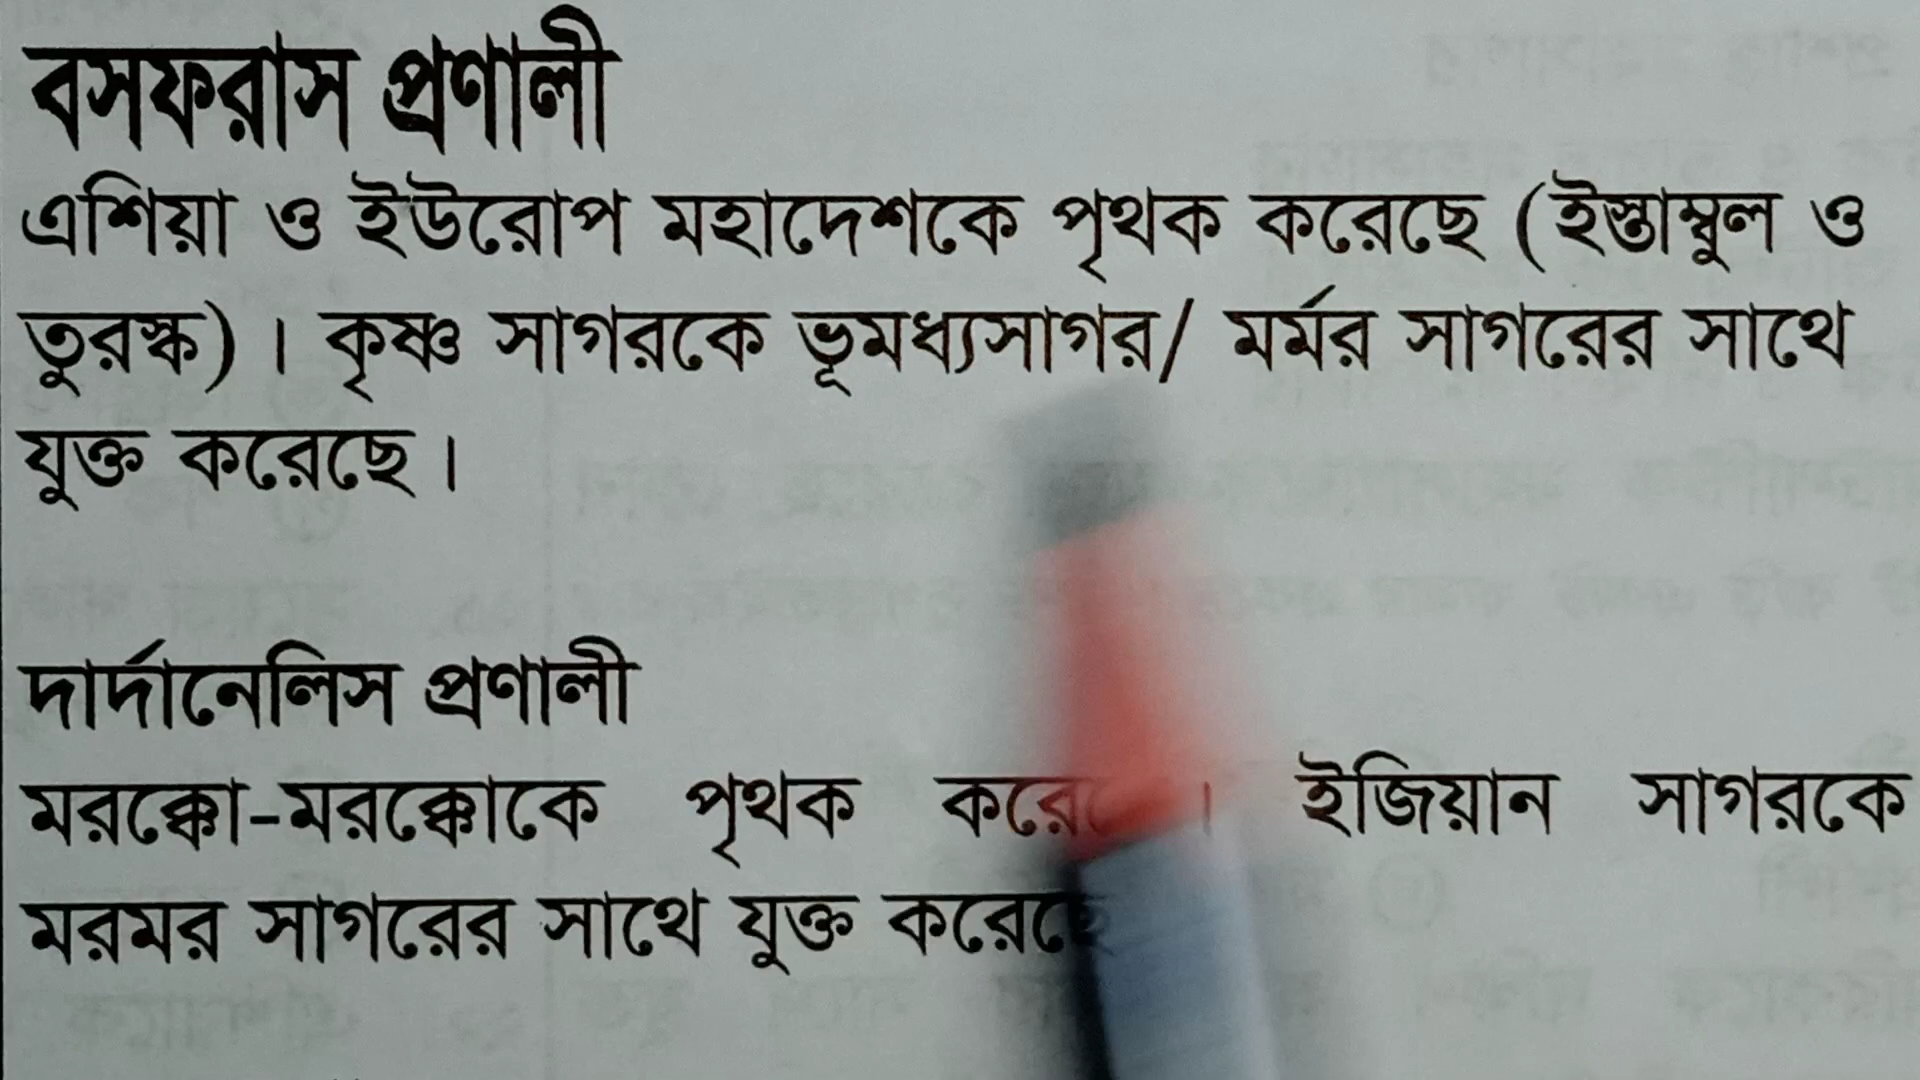 বসফরাস প্রণালী
এশিয়া ও ইউরোপ মহাদেশকে পৃথক করেছে (ইস্তাম্বুল ও
তুরস্ক) । কৃষ্ণ সাগরকে ভূমধ্যসাগর/ মর্মর সাগরের সাথে
যুক্ত করেছে।
দার্দানেলিস প্রণালী
মরক্কো-মরক্কোকে পৃথক । ইজিয়ান সাগরকে
মরমর সাগরের সাথে যুক্ত করেছে